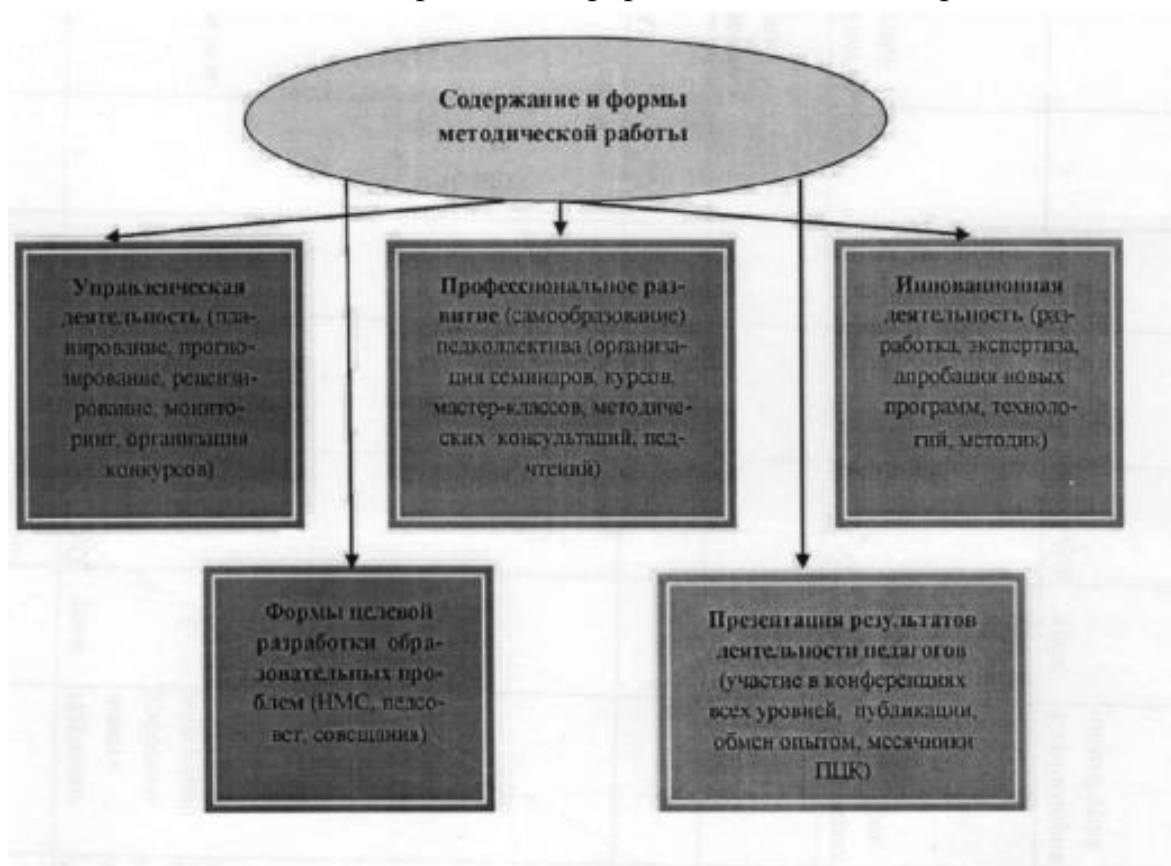 Содержание и формы
методической работы
Управленческая
деятельность (пла-
нирование, прогно-
зирование, рецензи-
рование, монито-
ринг, организация
конкурсов)
Профессиональное раз-
витие (самообразование)
педколлектива (организа-
ция семинаров, курсов,
мастер-классов, методиче-
ских консультаций, пед-
чтений)
Инновационная
деятельность (раз-
работка, экспертиза,
апробация новых
программ, техноло-
гий, методик)
Формы целевой
разработки обра-
зовательных про-
блем (НМС, педсо-
вет, совещания)
Презентация результатов
деятельности педагогов
(участие в конференциях
всех уровней, публикации,
обмен опытом, месячники
ПЦК)